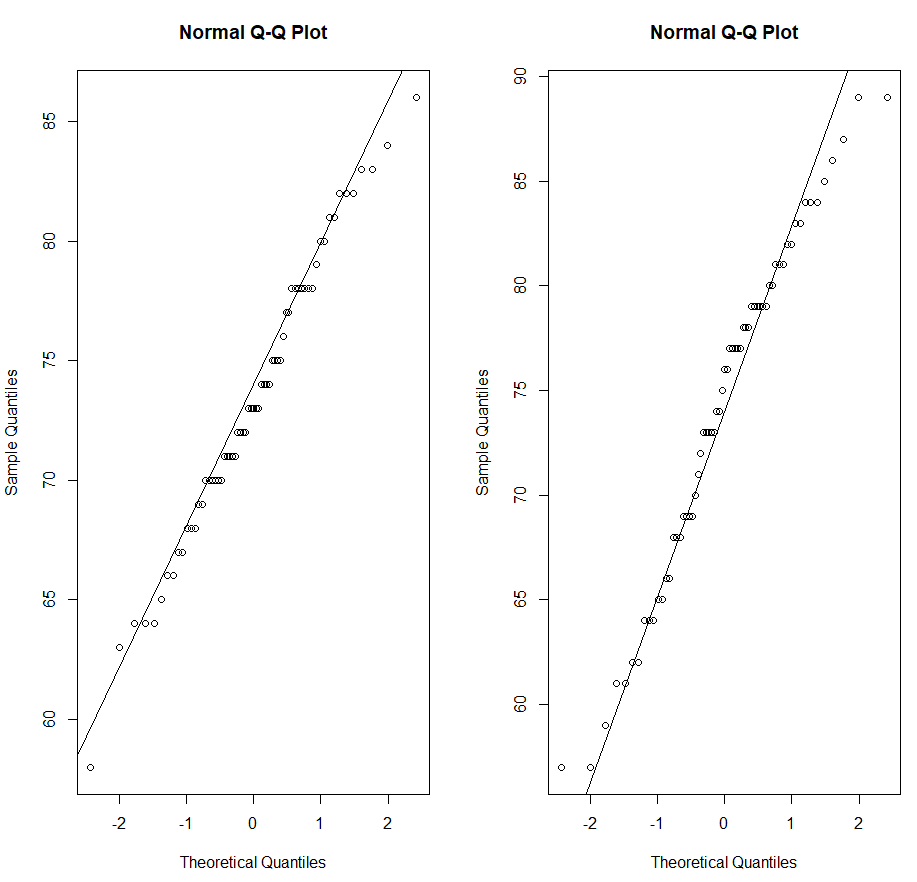 Normal Q-Q Plot
Sample Quantiles
85
80
75
70
65
60
-2 -1 0 1 2
Theoretical Quantiles
Normal Q-Q Plot
Sample Quantiles
90
85
80
75
70
65
60
-2 -1 0 1 2
Theoretical Quantiles